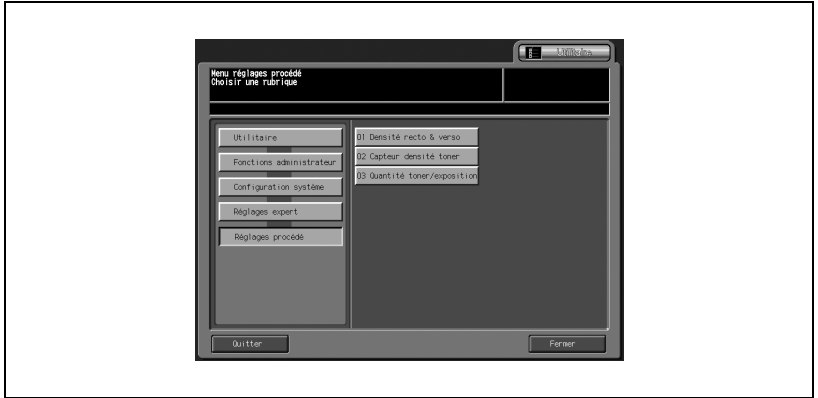 Utilitaire
Menu réglages procédé
Choisir une rubrique
Utilitaire
Fonctions administrateur
Configuration système
Réglages expert
Réglages procédé
01 Densité recto & verso
02 Capteur densité toner
03 Quantité toner/exposition
Quitter
Fermer